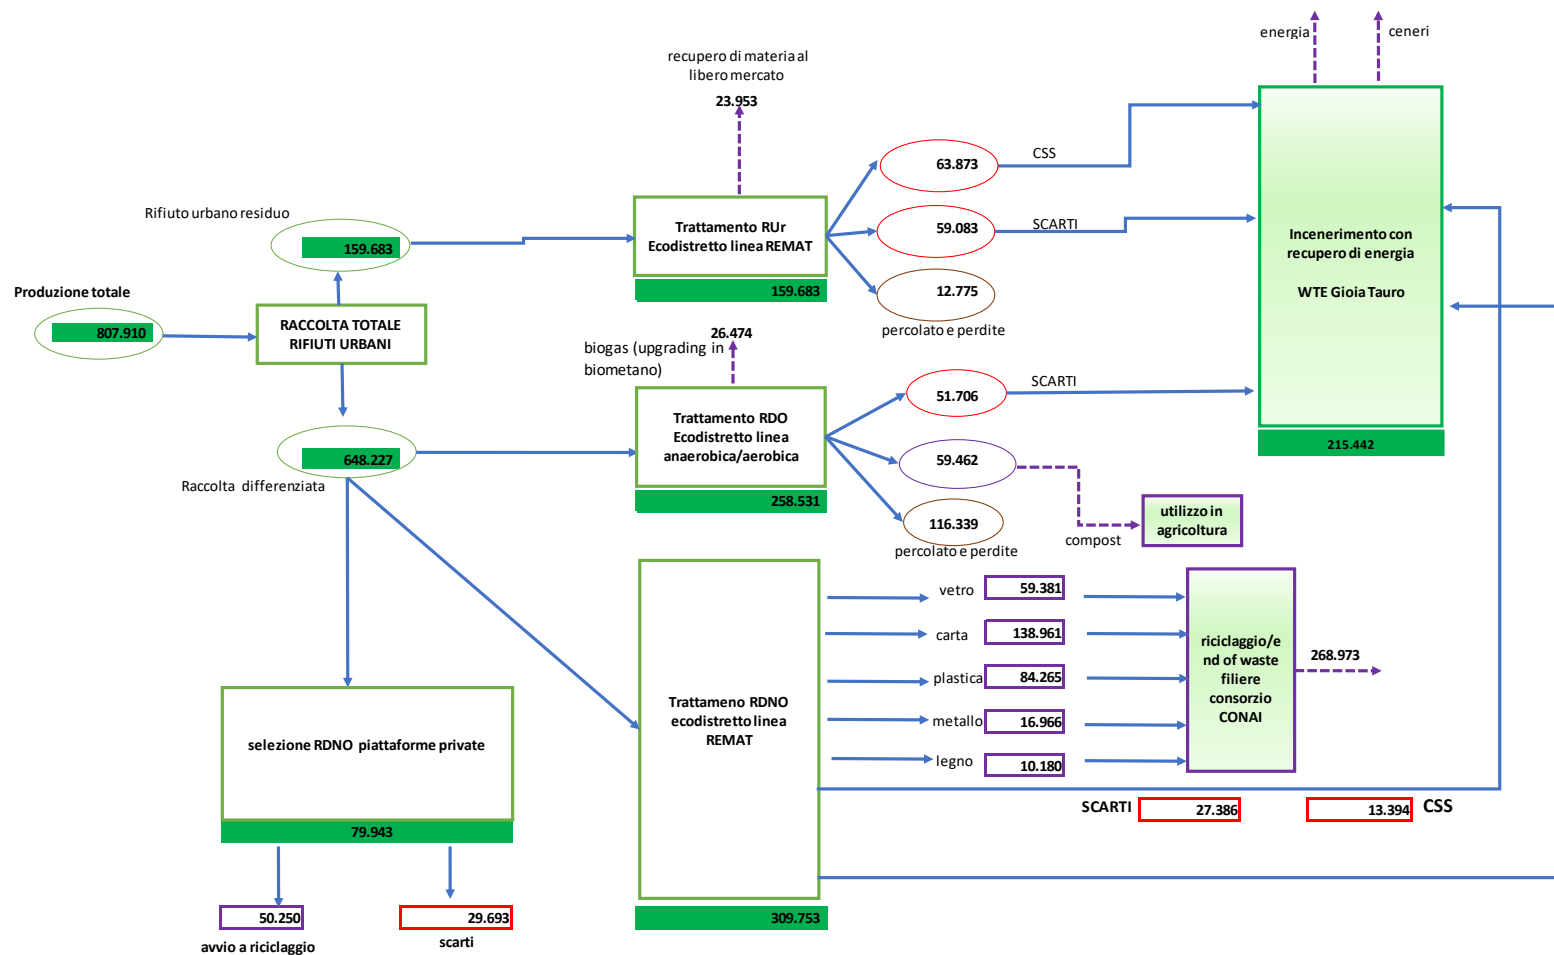 energia
ceneri
recupero di materia al
libero mercato
23.953
CSS
63.873
Rifiuto urbano residuo
159.683
Trattamento RUr
Ecodistretto linea REMAT
159.683
59.083
SCARTI
Incenerimento con
recupero di energia
WTE Gioia Tauro
215.442
12.775
percolato e perdite
Produzione totale
807.910
RACCOLTA TOTALE
RIFIUTI URBANI
26.474
biogas (upgrading in
biometano)
51.706
SCARTI
Trattamento RDO
Ecodistretto linea
anaerobica/aerobica
258.531
648.227
Raccolta differenziata
59.462
116.339
percolato e perdite
compost
utilizzo in
agricoltura
vetro
59.381
carta
138.961
plastica
84.265
metallo
16.966
legno
10.180
riciclaggio/e
nd of waste
filiere
consorzio
CONAI
268.973
Trattameno RDNO
ecodistretto linea
REMAT
309.753
SCARTI
27.386
13.394
CSS
selezione RDNO piattaforme private
79.943
50.250
avvio a riciclaggio
29.693
scarti